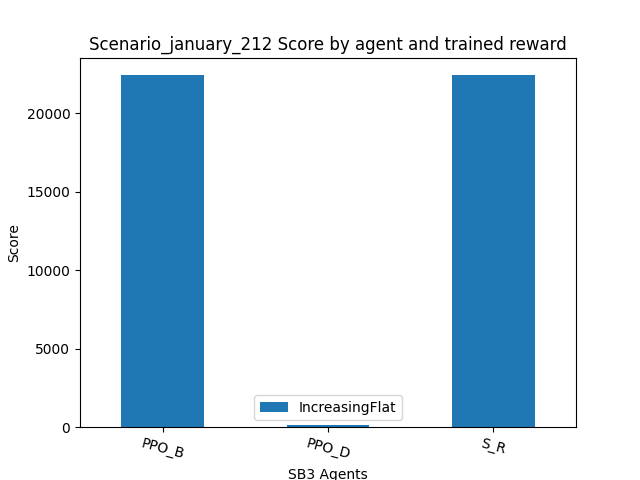 Scenario_january_212 Score by agent and trained reward
Score
20000
15000
10000
5000
0
IncreasingFlat
PPO_B
PPO_D
S_R
SB3 Agents